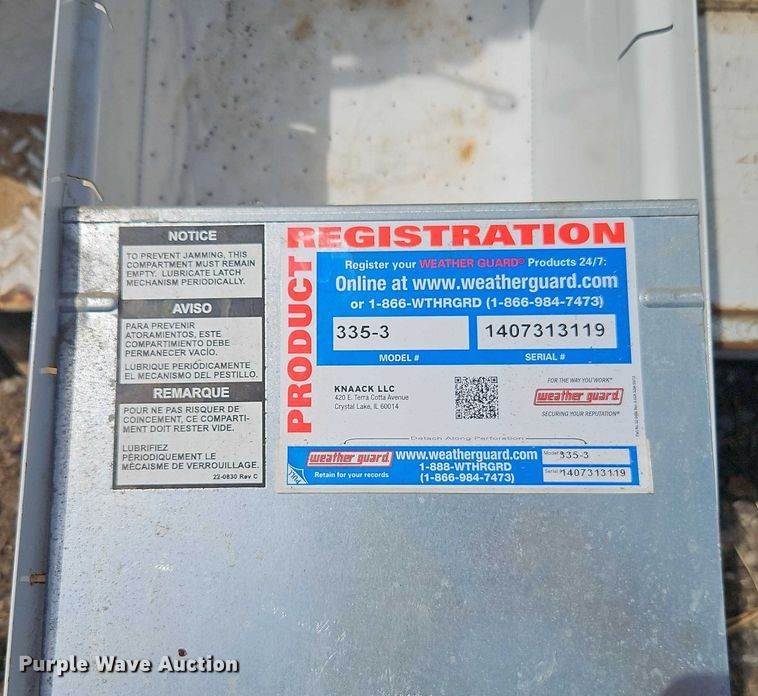 NOTICE
TO PREVENT JAMMING, THIS
COMPARTMENT MUST REMAIN
EMPTY. LUBRICATE LATCH
MECHANISM PERIODICALLY.
AVISO
PARA PREVENIR
ATORAMIENTOS, ESTE
COMPARTIMIENTO DEBE
PERMANECER VACÍO.
LUBRIQUE PERIÓDICAMENTE
EL MECANISMO DEL PESTILLO.
REMARQUE
POUR NE PAS RISQUER DE
COINCEMENT, CE COMPARTI-
MENT DOIT RESTER VIDE.
LUBRIFIEZ
PÉRIODIQUEMENT LE
MÉCAISME DE VERROUILLAGE.
22-0830 Rev C
PRODUCT
REGISTRATION
Register your WEATHER GUARD® Products 24/7:
Online at www.weatherguard.com
or 1-866-WTHRGRD (1-866-984-7473)
335-3
1407313119
MODEL #
SERIAL #
KNAACK LLC
420 E. Terra Cotta Avenue
Crystal Lake, IL 60014
FOR THE WAY YOU WORK®
weather guard.
SECURING YOUR REPUTATION®
Detach Along Perforation
weather guard.
Retain for your records
www.weatherguard.com
1-888-WTHRGRD
(1-866-984-7473)
Model # 335-3
Serial # 1407313119
Purple Wave Auction